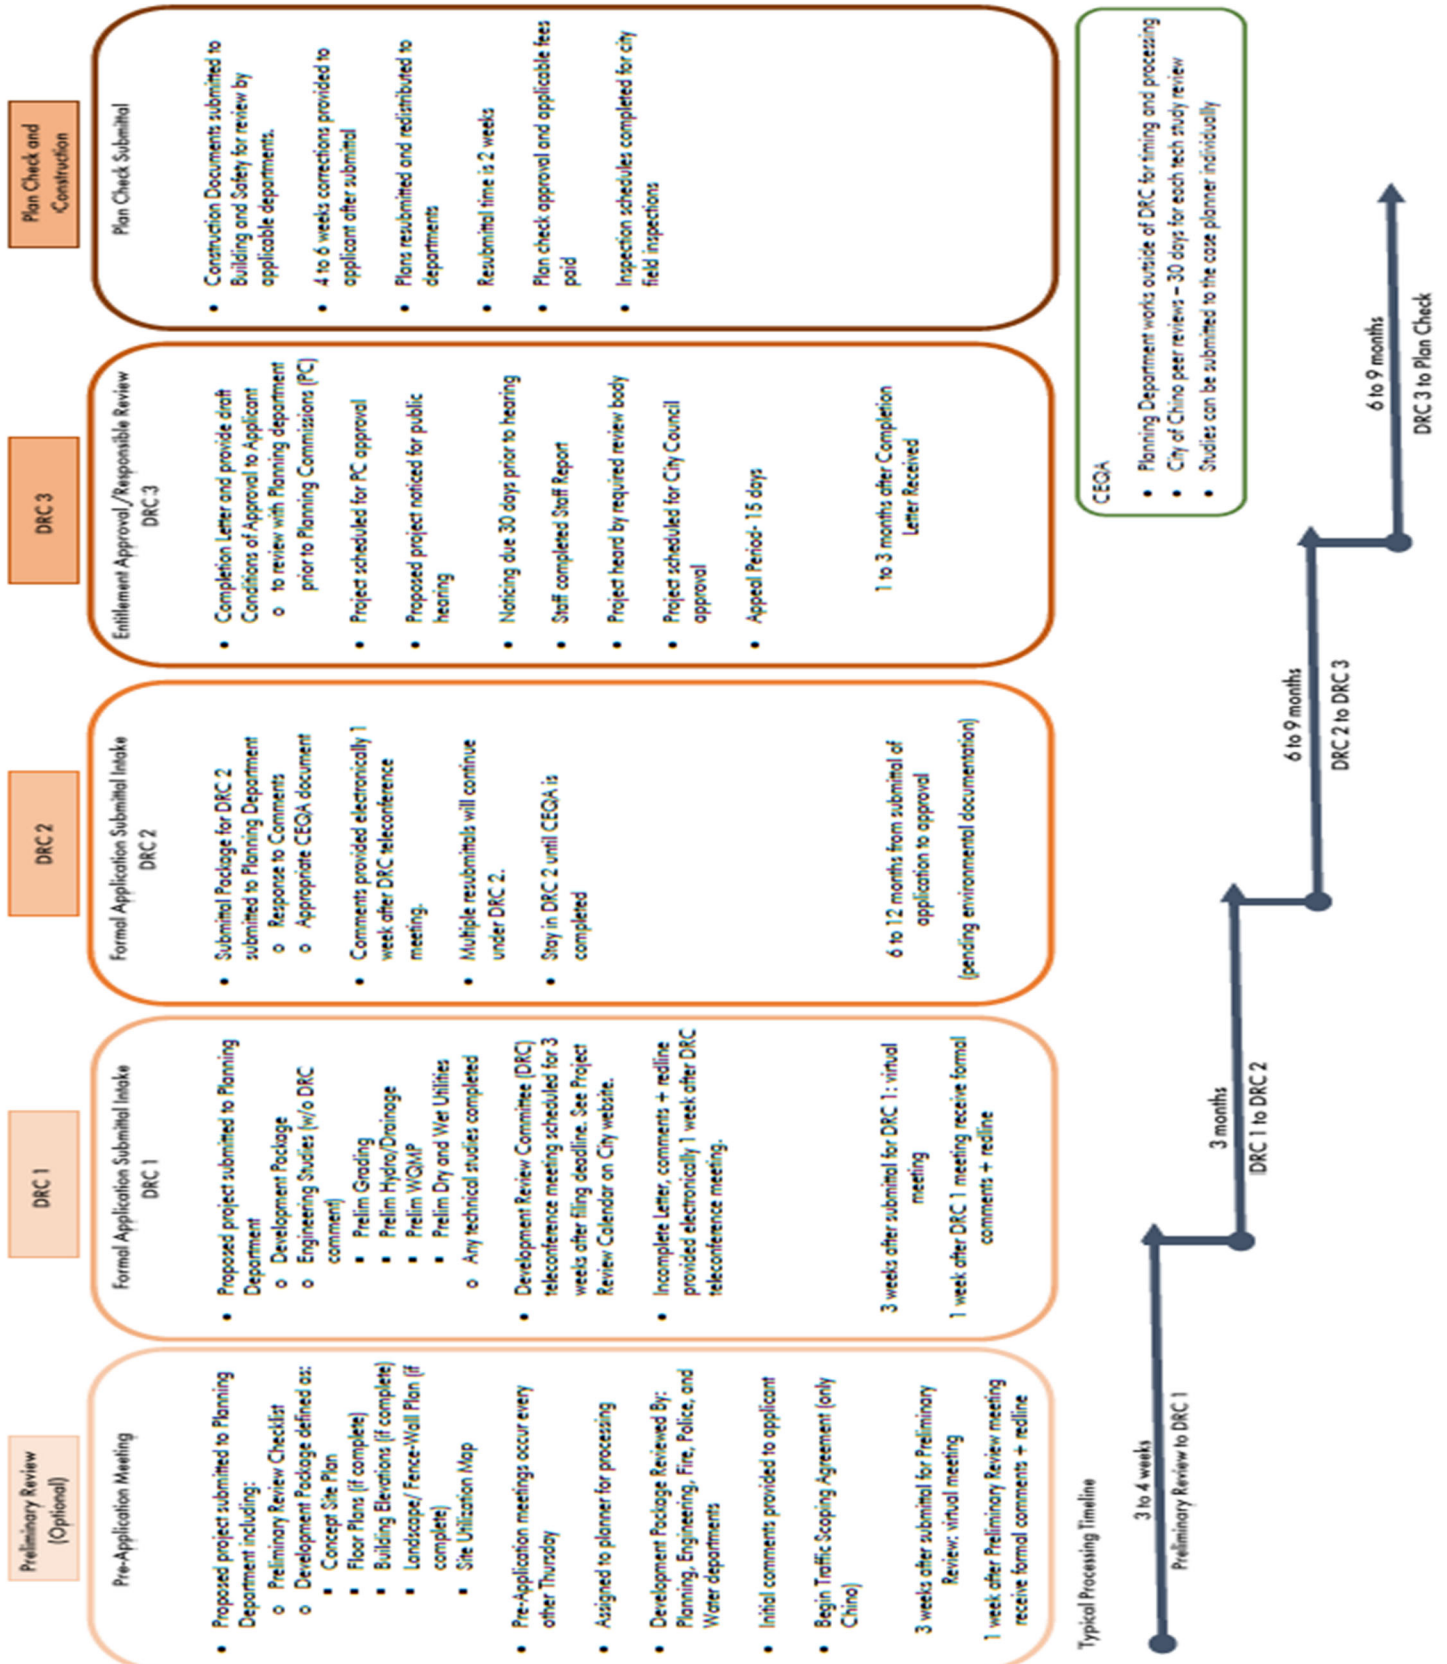 Preliminary Review
(Optional)
Pre-Application Meeting
• Proposed project submitted to Planning
Department including:
o Preliminary Review Checklist
o Development Package defined as:
▪ Concept Site Plan
▪ Floor Plans (if complete)
▪ Building Elevations (if complete)
▪ Landscape/ Fence-Wall Plan (if
complete)
▪ Site Utilization Map
• Pre-Application meetings occur every
other Thursday
• Assigned to planner for processing
• Development Package Reviewed By:
Planning, Engineering, Fire, Police, and
Water departments
• Initial comments provided to applicant
• Begin Traffic Scoping Agreement (only
Chino)
3 weeks after submittal for Preliminary
Review: virtual meeting
1 week after Preliminary Review meeting
receive formal comments + redline
DRC 1
Formal Application Submittal Intake
DRC 1
• Proposed project submitted to Planning
Department
o Development Package
o Engineering Studies (w/o DRC
comment)
▪ Prelim Grading
▪ Prelim Hydro/Drainage
▪ Prelim WQMP
▪ Prelim Dry and Wet Utilities
o Any technical studies completed
• Development Review Committee (DRC)
teleconference meeting scheduled for 3
weeks after filing deadline. See Project
Review Calendar on City website.
• Incomplete Letter, comments + redline
provided electronically 1 week after DRC
teleconference meeting.
3 weeks after submittal for DRC 1: virtual
meeting
1 week after DRC 1 meeting receive formal
comments + redline
DRC 2
Formal Application Submittal Intake
DRC 2
• Submittal Package for DRC 2
submitted to Planning Department
o Response to Comments
o Appropriate CEQA document
• Comments provided electronically 1
week after DRC teleconference
meeting.
• Multiple resubmittals will continue
under DRC 2.
• Stay in DRC 2 until CEQA is
completed
6 to 12 months from submittal of
application to approval
(pending environmental documentation)
DRC 3
Entitlement Approval/Responsible Review
DRC 3
• Completion Letter and provide draft
Conditions of Approval to Applicant
o to review with Planning department
prior to Planning Commissions (PC)
• Project scheduled for PC approval
• Proposed project noticed for public
hearing
• Noticing due 30 days prior to hearing
• Staff completed Staff Report
• Project heard by required review body
• Project scheduled for City Council
approval
• Appeal Period- 15 days
1 to 3 months after Completion
Letter Received
Plan Check and
Construction
Plan Check Submittal
• Construction Documents submitted to
Building and Safety for review by
applicable departments.
• 4 to 6 weeks corrections provided to
applicant after submittal
• Plans resubmitted and redistributed to
departments
• Resubmittal time is 2 weeks
• Plan check approval and applicable fees
paid
• Inspection schedules completed for city
field inspections
CEQA
• Planning Department works outside of DRC for timing and processing
• City of Chino peer reviews – 30 days for each tech study review
• Studies can be submitted to the case planner individually
Typical Processing Timeline
3 to 4 weeks
Preliminary Review to DRC 1
3 months
DRC 1 to DRC 2
6 to 9 months
DRC 2 to DRC 3
6 to 9 months
DRC 3 to Plan Check